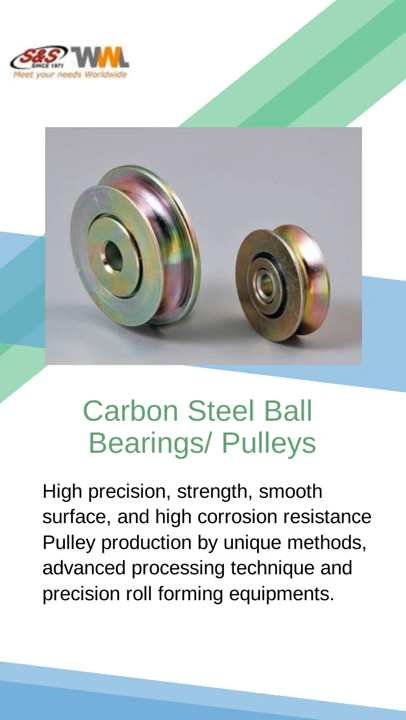 S&S WML
SINCE 1971
Meet your needs Worldwide
Carbon Steel Ball
Bearings/ Pulleys
High precision, strength, smooth
surface, and high corrosion resistance
Pulley production by unique methods,
advanced processing technique and
precision roll forming equipments.